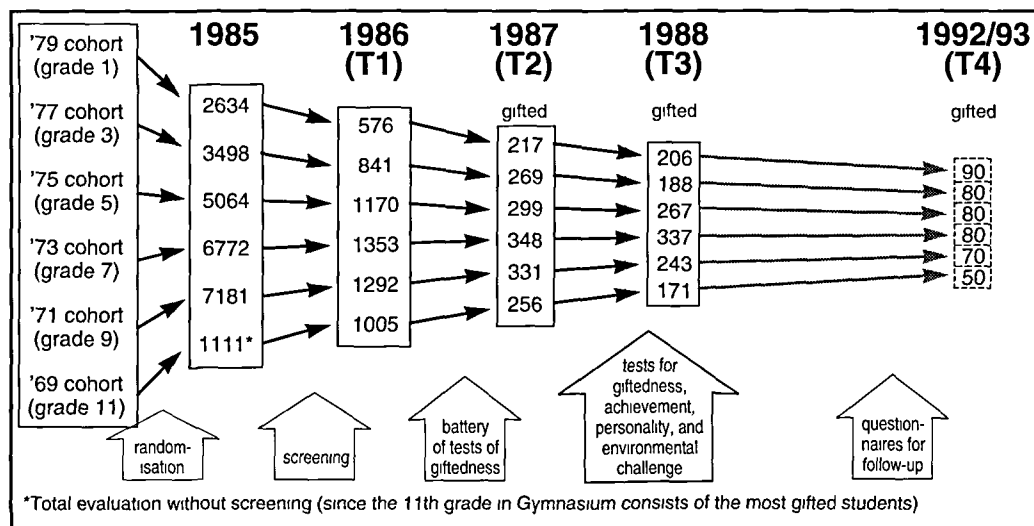 '79 cohort
(grade 1)
'77 cohort
(grade 3)
'75 cohort
(grade 5)
'73 cohort
(grade 7)
'71 cohort
(grade 9)
'69 cohort
(grade 11)
1985
2634
3498
5064
6772
7181
1111*
1986
(T1)
576
841
1170
1353
1292
1005
1987
(T2)
gifted
217
269
299
348
331
256
1988
(T3)
gifted
206
188
267
337
243
171
1992/93
(T4)
gifted
90
80
80
80
70
50
random-
isation
screening
battery
of tests of
giftedness
tests for
giftedness,
achievement,
personality, and
environmental
challenge
question-
naires for
follow-up
*Total evaluation without screening (since the 11th grade in Gymnasium consists of the most gifted students)